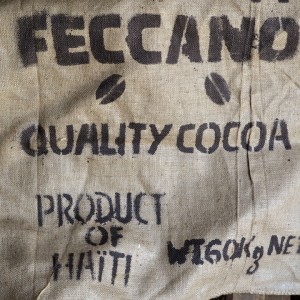 FECCANO
QUALITY COCOA
PRODUCT
OF
HAÏTI
WT60Kg NET